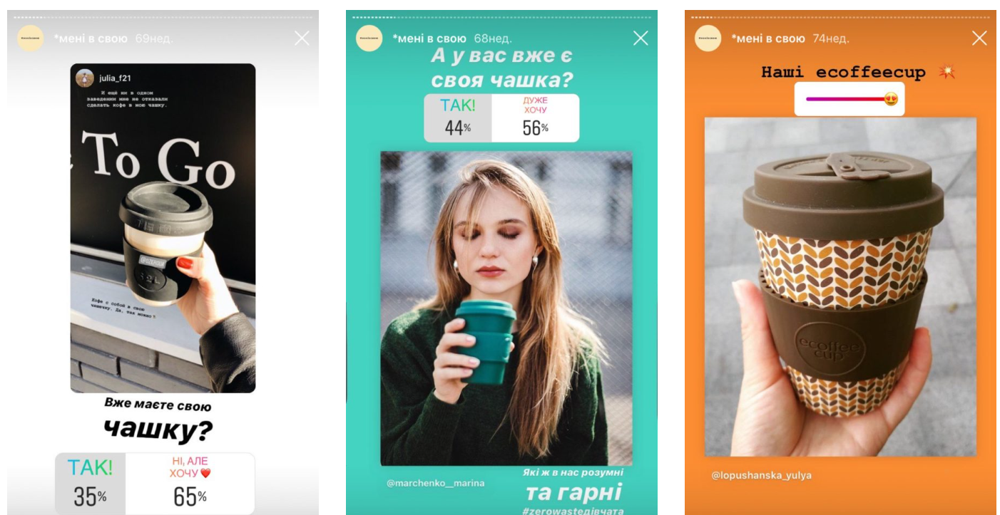 *мені в свою 69нед.
julia_f21
И ещё ни в одном
заведении мне не отказали
сделать кофе в мою чашку.
To Go
SOL
Кофе с собой в свою
чашечку. Да, так можно
Вже маєте свою
чашку?
ТАК!
35%
НІ, АЛЕ
ХОЧУ ❤️
65%
*мені в свою 68нед.
А у вас вже є
своя чашка?
ТАК!
44%
ДУЖЕ
ХОЧУ
56%
@marchenko__marina
Які ж в нас розумні
та гарні
#zerowasteдівчата
*мені в свою 74нед.
Наші ecoffeecup 💥
ecoffee
cup
@lopushanska_yulya